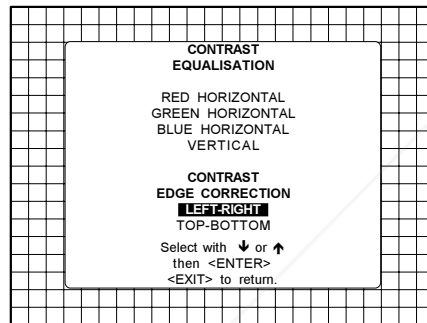 CONTRAST
EQUALISATION
RED HORIZONTAL
GREEN HORIZONTAL
BLUE HORIZONTAL
VERTICAL
CONTRAST
EDGE CORRECTION
LEFT-RIGHT
TOP-BOTTOM
Select with ↓ or ↑
then <ENTER>
<EXIT> to return.